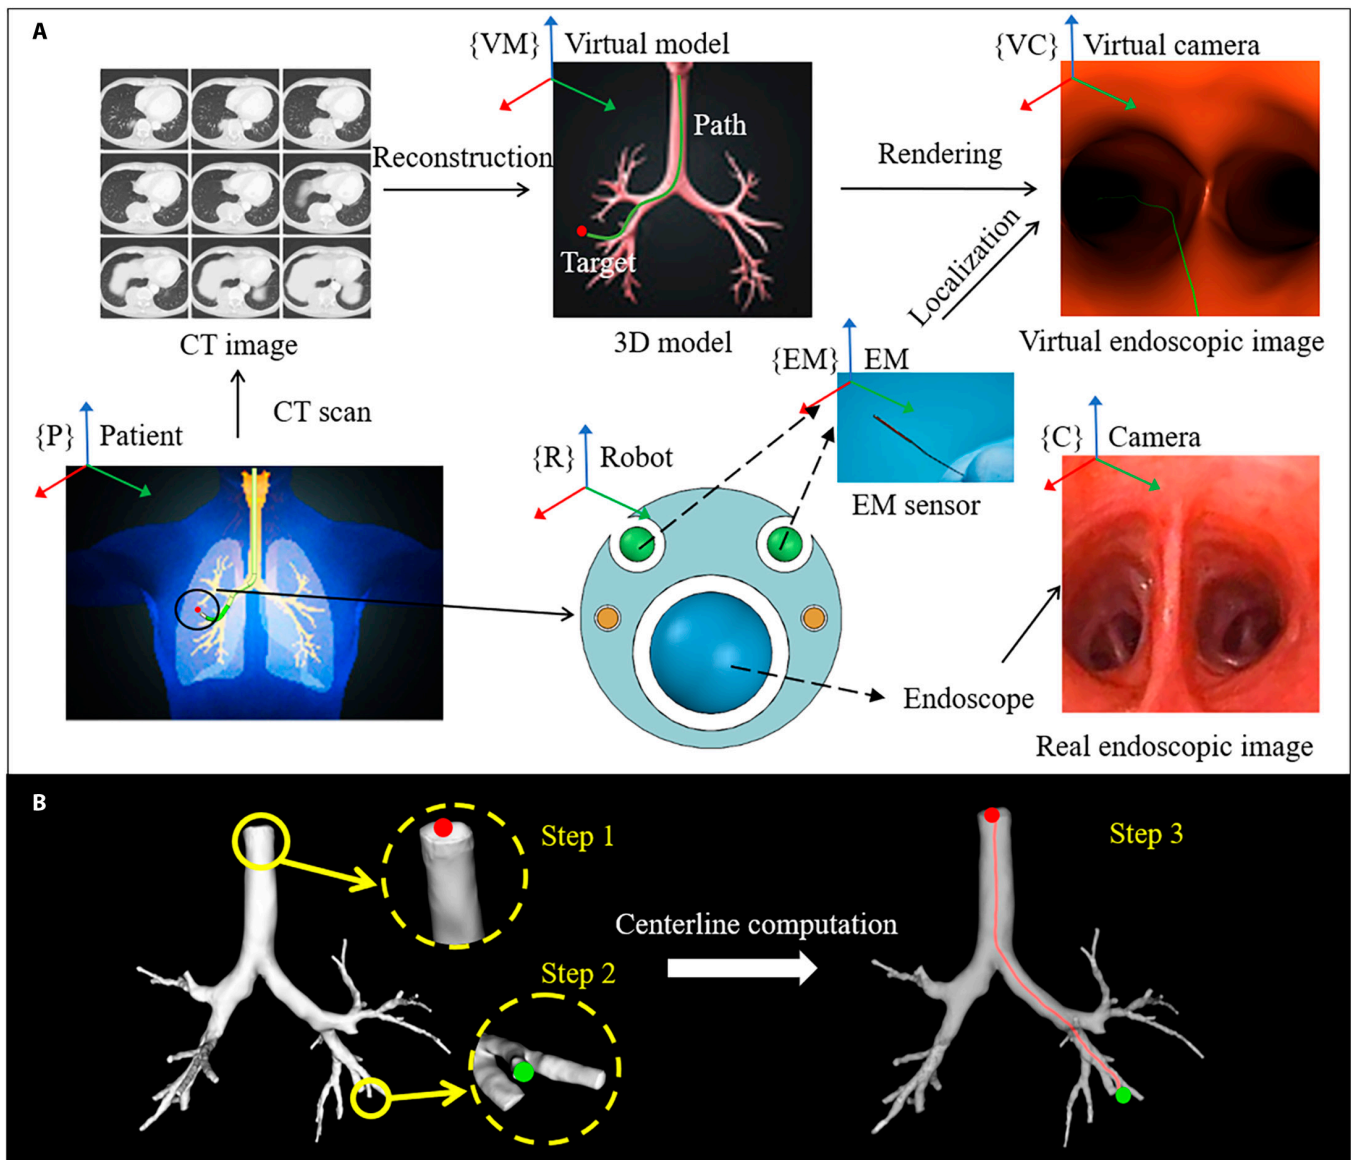 A
{VM} Virtual model
{VC} Virtual camera
Path
Reconstruction
Rendering
Target
Localization
CT image
3D model
Virtual endoscopic image
{EM} EM
CT scan
{P} Patient
{R} Robot
{C} Camera
EM sensor
Endoscope
Real endoscopic image
B
Step 1
Step 3
Centerline computation
Step 2